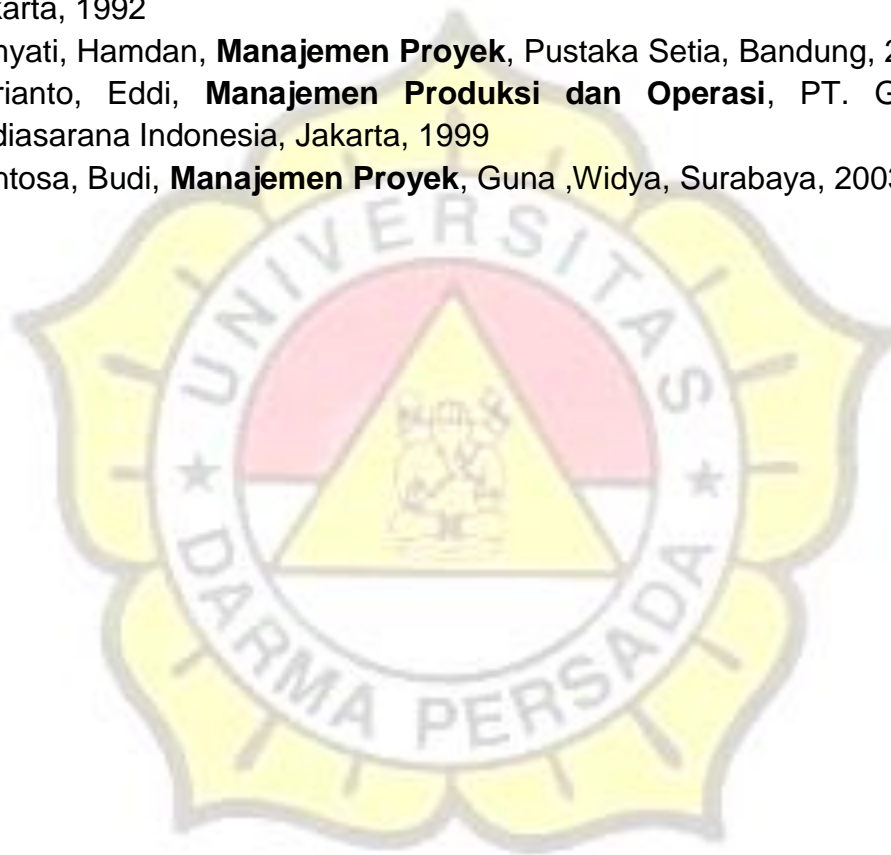 karta, 1992
nyati, Hamdan, Manajemen Proyek, Pustaka Setia, Bandung, 2
rianto, Eddi, Manajemen Produksi dan Operasi, PT. G
diasarana Indonesia, Jakarta, 1999
ntosa, Budi, Manajemen Proyek, Guna ,Widya, Surabaya, 2003
UNIVERSITAS
DARMA PERSADA